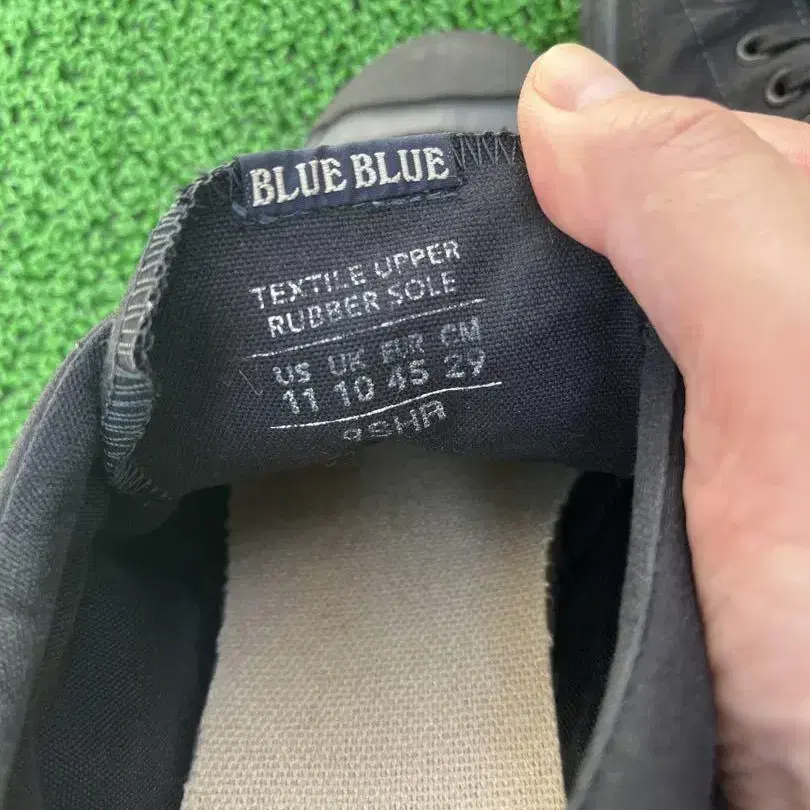 BLUE BLUE
TEXTILE UPPER
RUBBER SOLE
US UK EUR CM
11 10 45 29